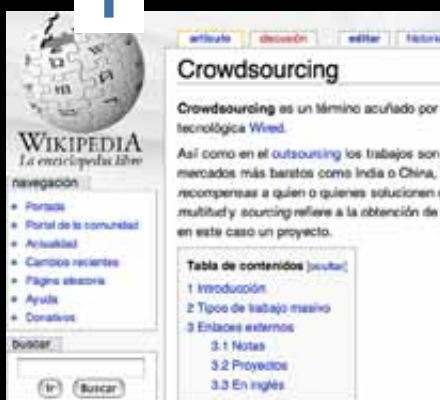 artículo discusión editar historia
WIKIPEDIA
La enciclopedia libre
navegación
Portada
Portal de la comunidad
Actualidad
Cambios recientes
Página aleatoria
Ayuda
Donativos
buscar
Ir Buscar
Crowdsourcing
Crowdsourcing es un término acuñado por
tecnológica Wired.
Así como en el outsourcing los trabajos son
mercados más baratos como India o China,
recompensas a quien o quienes solucionen
multitud y sourcing refiere a la obtención de
en este caso un proyecto.
Tabla de contenidos [ocultar]
1 Introducción
2 Tipos de trabajo masivo
3 Enlaces externos
3.1 Notas
3.2 Proyectos
3.3 En inglés